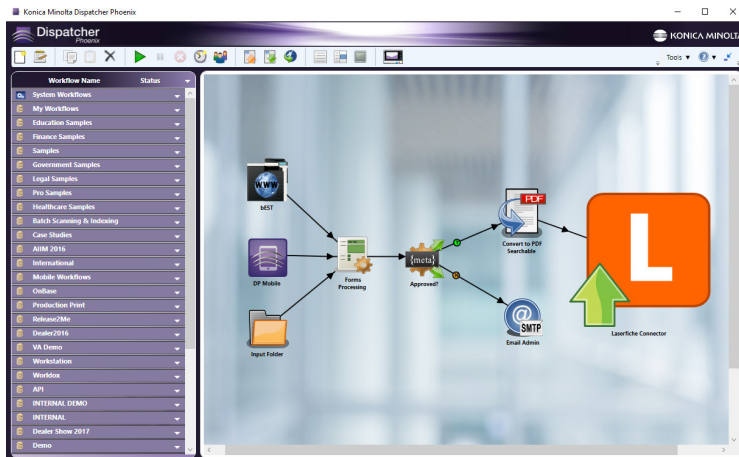 Konica Minolta Dispatcher Phoenix
Dispatcher
Phoenix
KONICA MINOLTA
Tools
Workflow Name Status
System Workflows
My Workflows
Education Samples
Finance Samples
Samples
Government Samples
Legal Samples
Pro Samples
Healthcare Samples
Batch Scanning & Indexing
Case Studies
AIIM 2016
International
Mobile Workflows
OnBase
Production Print
Release2Me
Dealer2016
VA Demo
Workstation
Worldox
API
INTERNAL DEMO
INTERNAL
Dealer Show 2017
Demo
WWW
bEST
DP Mobile
Input Folder
Forms
Processing
{meta}
Approved?
PDF
Convert to PDF
Searchable
@
SMTP
Email Admin
L
Laserfiche Connector